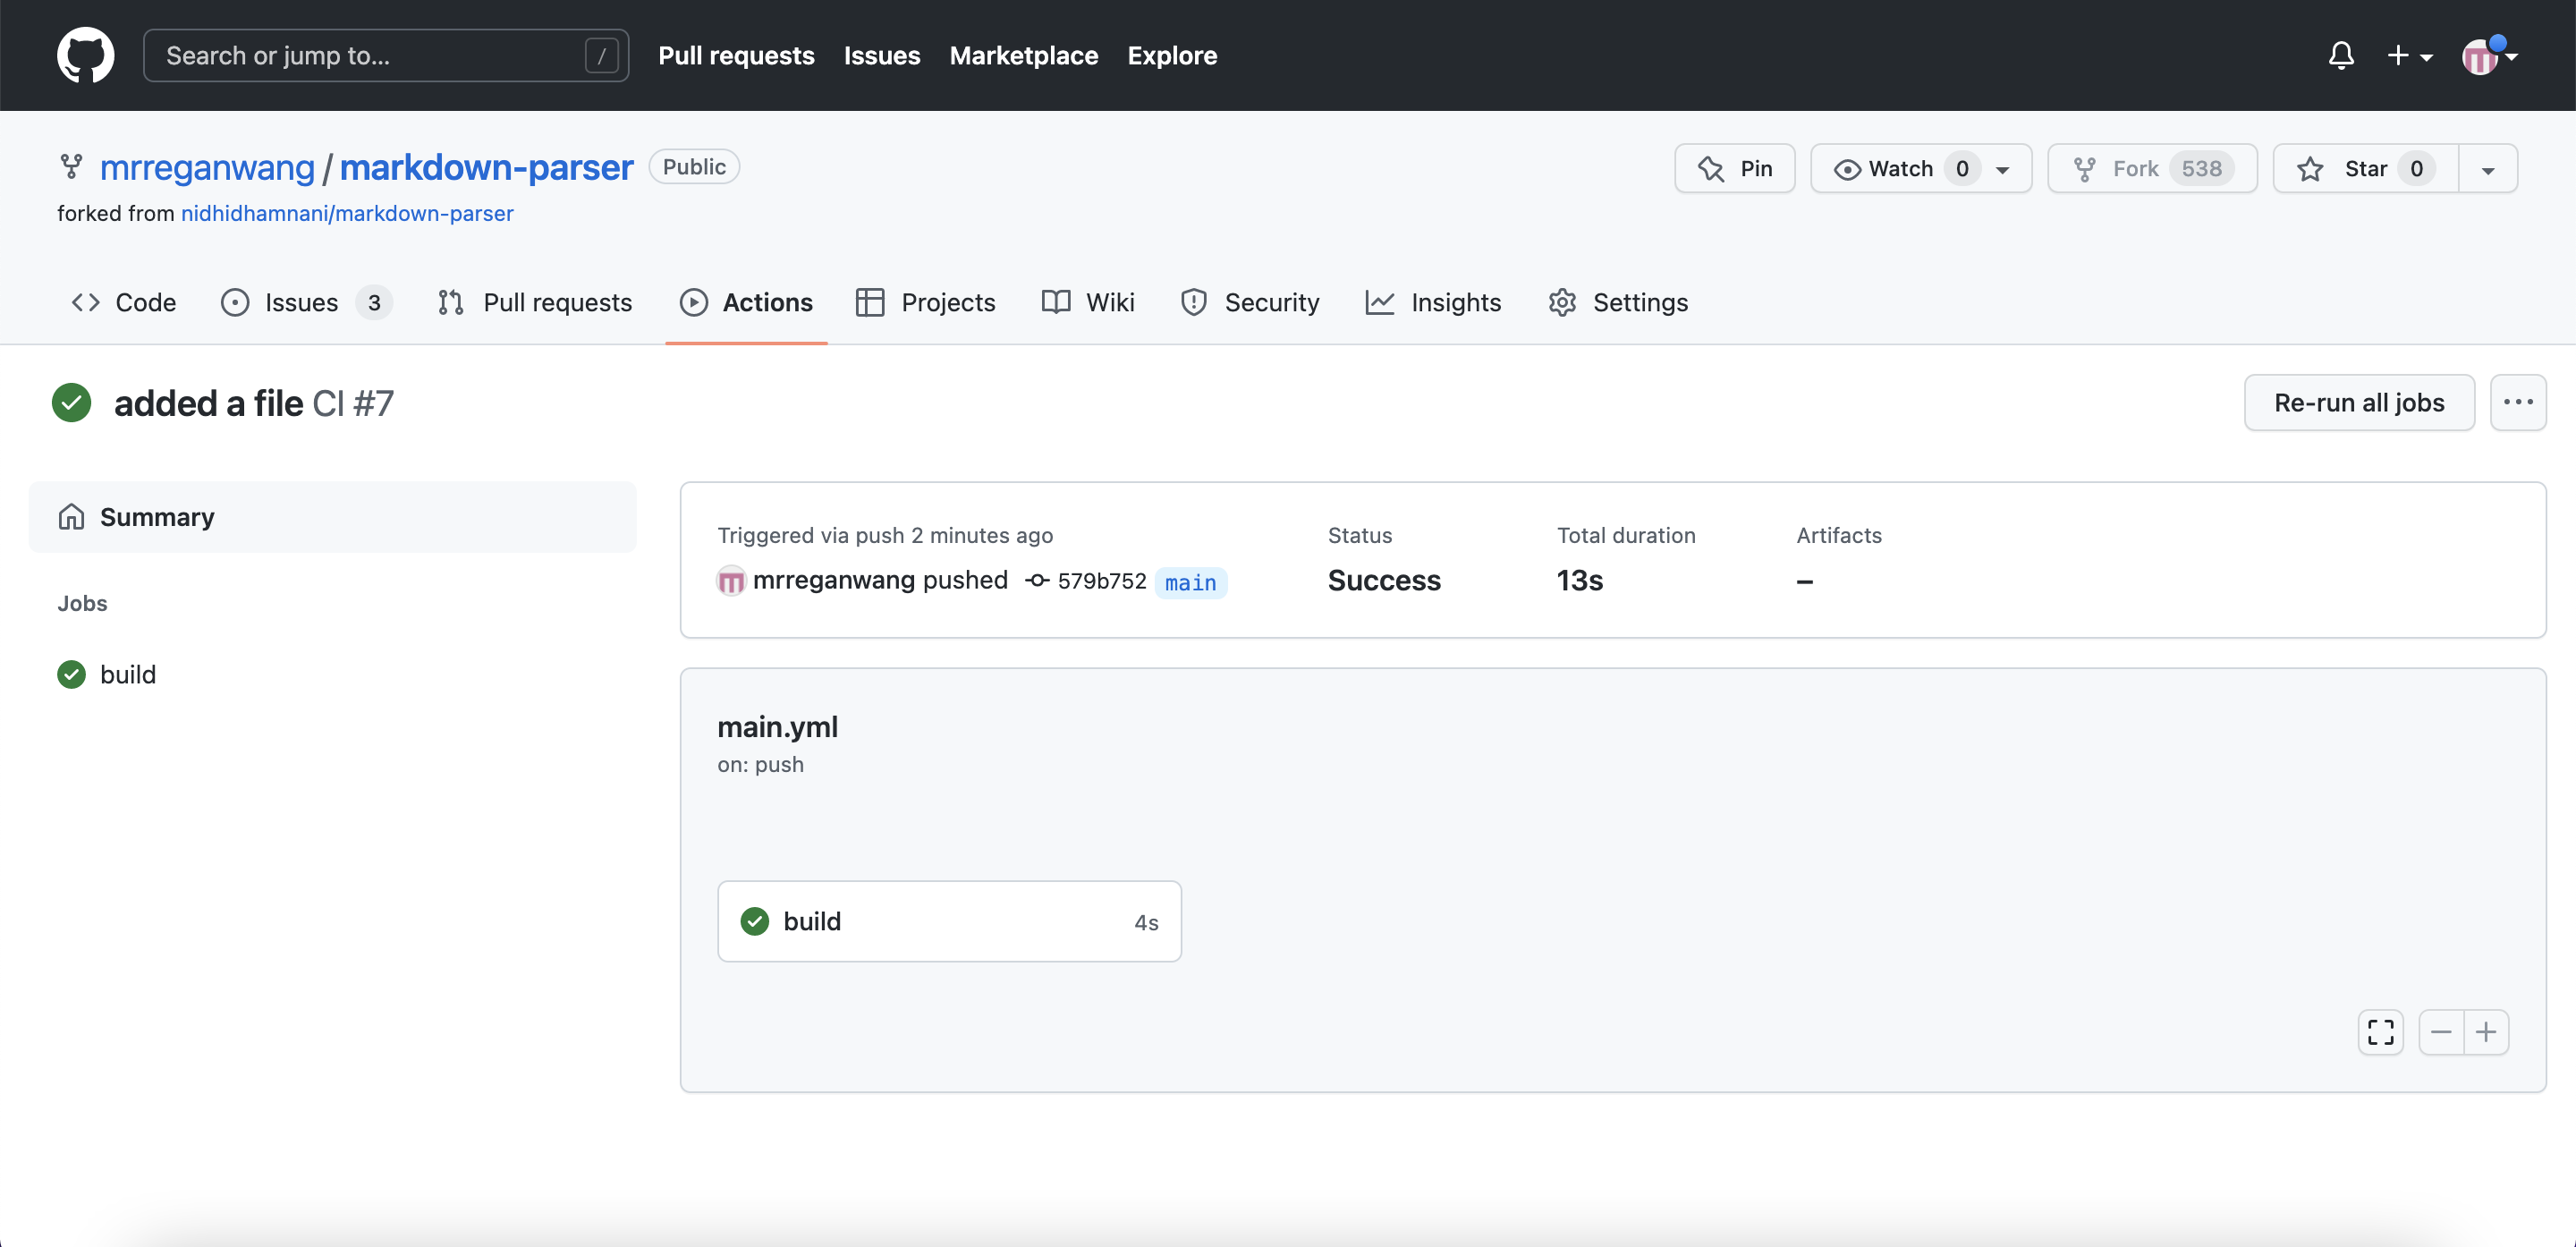 Search or jump to... / Pull requests Issues Marketplace Explore
mrreganwang / markdown-parser Public Pin Watch 0 Fork 538 Star 0
forked from nidhidhamnani/markdown-parser
Code Issues 3 Pull requests Actions Projects Wiki Security Insights Settings
added a file CI #7 Re-run all jobs ...
Summary
Jobs
build
Triggered via push 2 minutes ago Status Total duration Artifacts
mrreganwang pushed 579b752 main Success 13s –
main.yml
on: push
build 4s